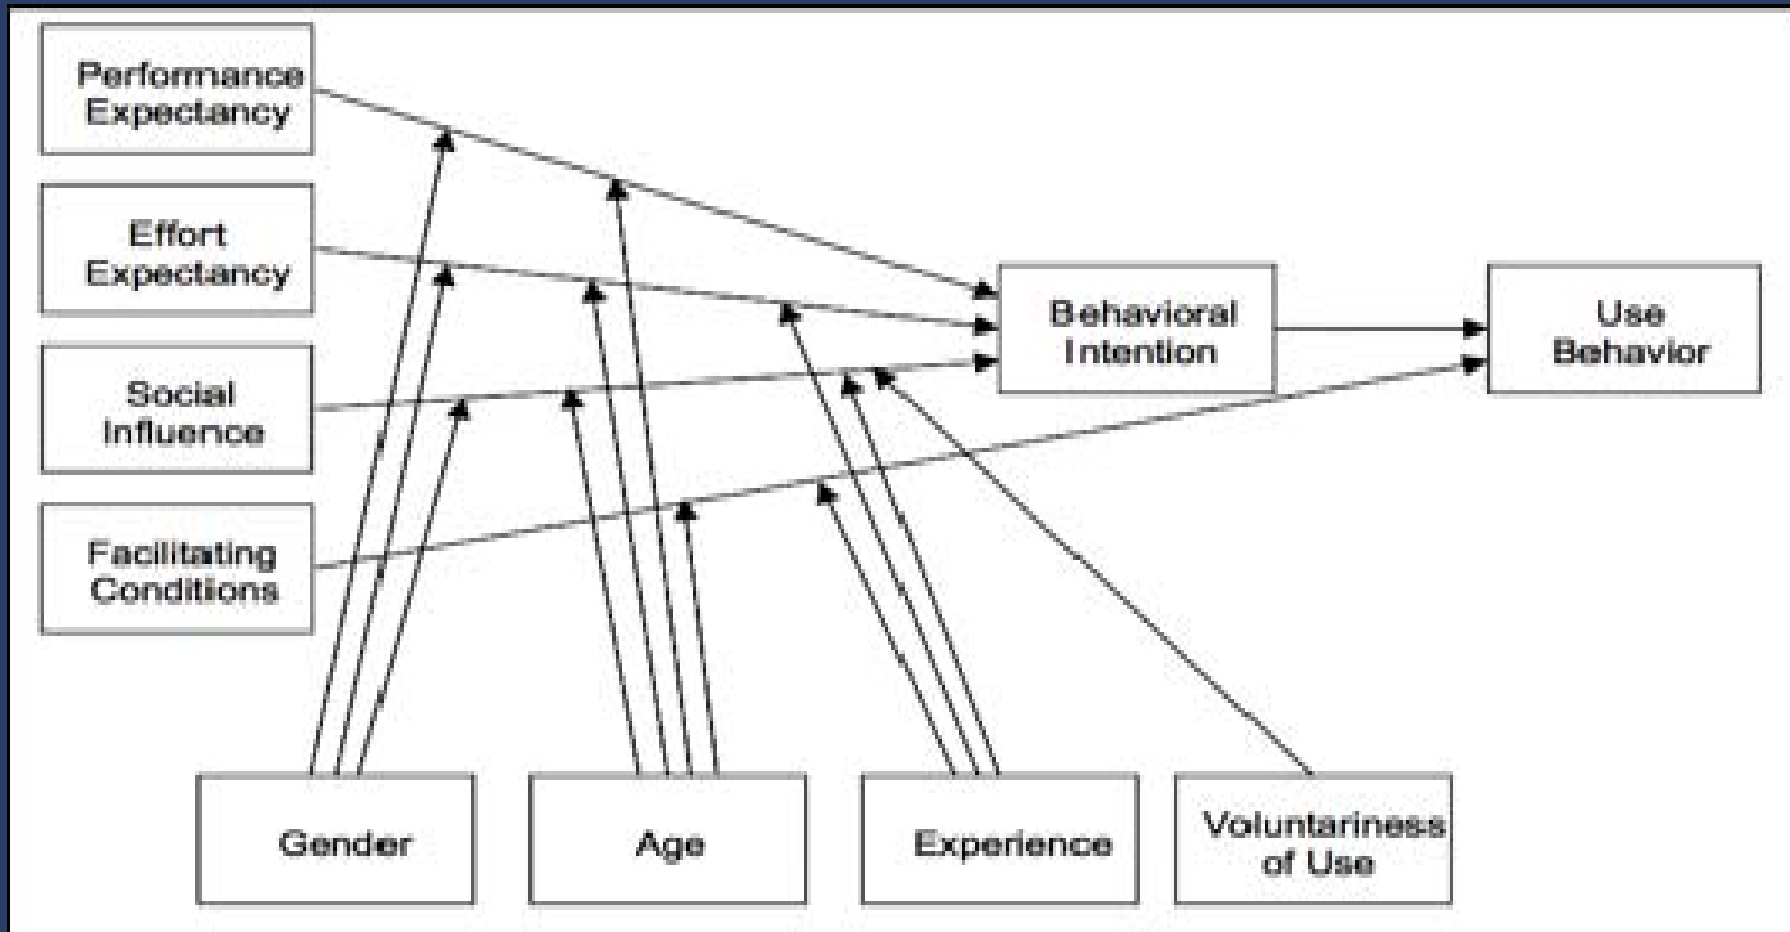 Performance
Expectancy
Effort
Expectancy
Social
Influence
Facilitating
Conditions
Behavioral
Intention
Use
Behavior
Gender
Age
Experience
Voluntariness
of Use